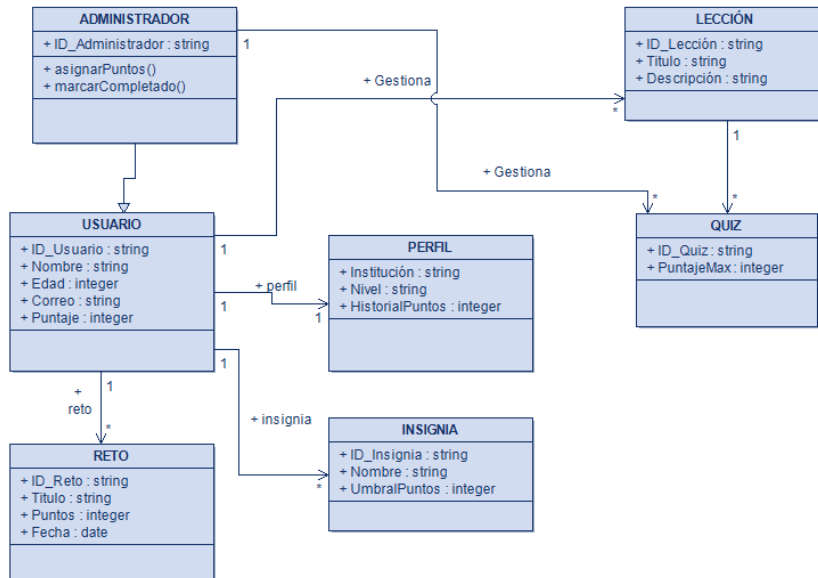 ADMINISTRADOR
+ ID_Administrador : string
+ asignarPuntos()
+ marcarCompletado()
1
LECCIÓN
+ ID_Lección : string
+ Titulo : string
+ Descripción : string
+ Gestiona
*
1
+ Gestiona
*
*
USUARIO
+ ID_Usuario : string
+ Nombre : string
+ Edad : integer
+ Correo : string
+ Puntaje : integer
1
1
1
1
PERFIL
+ Institución : string
+ Nivel : string
+ HistorialPuntos : integer
+ perfil
1
QUIZ
+ ID_Quiz : string
+ PuntajeMax : integer
+
reto
*
+ insignia
*
INSIGNIA
+ ID_Insignia : string
+ Nombre : string
+ UmbralPuntos : integer
RETO
+ ID_Reto : string
+ Titulo : string
+ Puntos : integer
+ Fecha : date